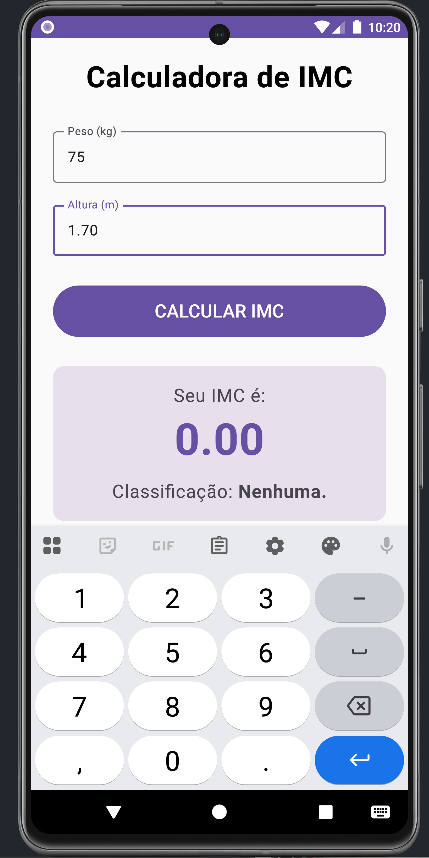 10:20
Calculadora de IMC
Peso (kg)
75
Altura (m)
1.70
CALCULAR IMC
Seu IMC é:
0.00
Classificação: Nenhuma.
GIF
1 2 3 -
4 5 6
7 8 9
, 0 .